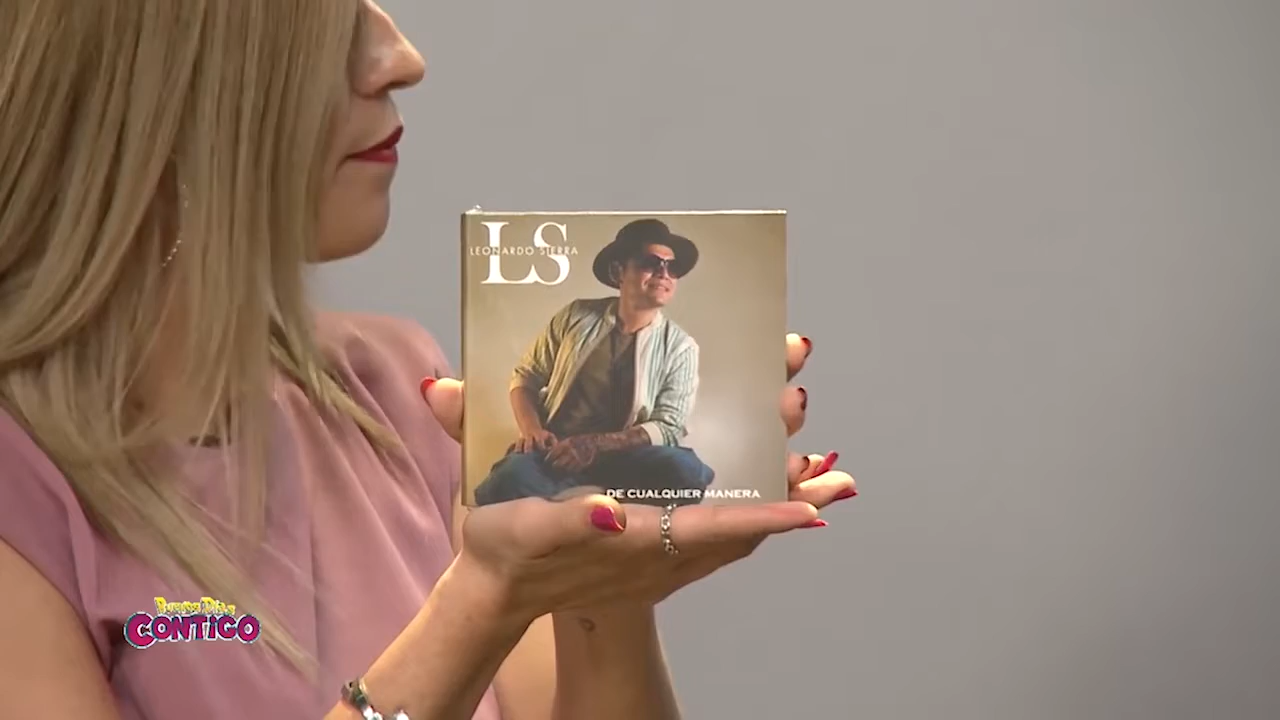 LS
LEONARDO SIERRA
DE CUALQUIER MANERA
Buenos Días
CONTIGO